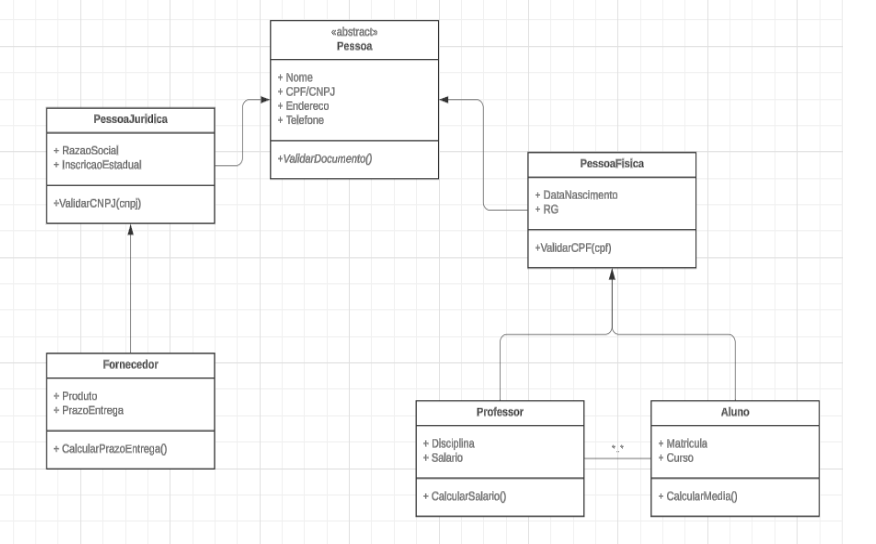 «abstract»
Pessoa
+ Nome
+ CPF/CNPJ
+ Endereco
+ Telefone
+ValidarDocumento()
PessoaJuridica
+ RazaoSocial
+ InscricaoEstadual
+ValidarCNPJ(cnpj)
PessoaFisica
+ DataNascimento
+ RG
+ValidarCPF(cpf)
Fornecedor
+ Produto
+ PrazoEntrega
+ CalcularPrazoEntrega()
Professor
+ Disciplina
+ Salario
+ CalcularSalario()
*..*
Aluno
+ Matricula
+ Curso
+ CalcularMedia()